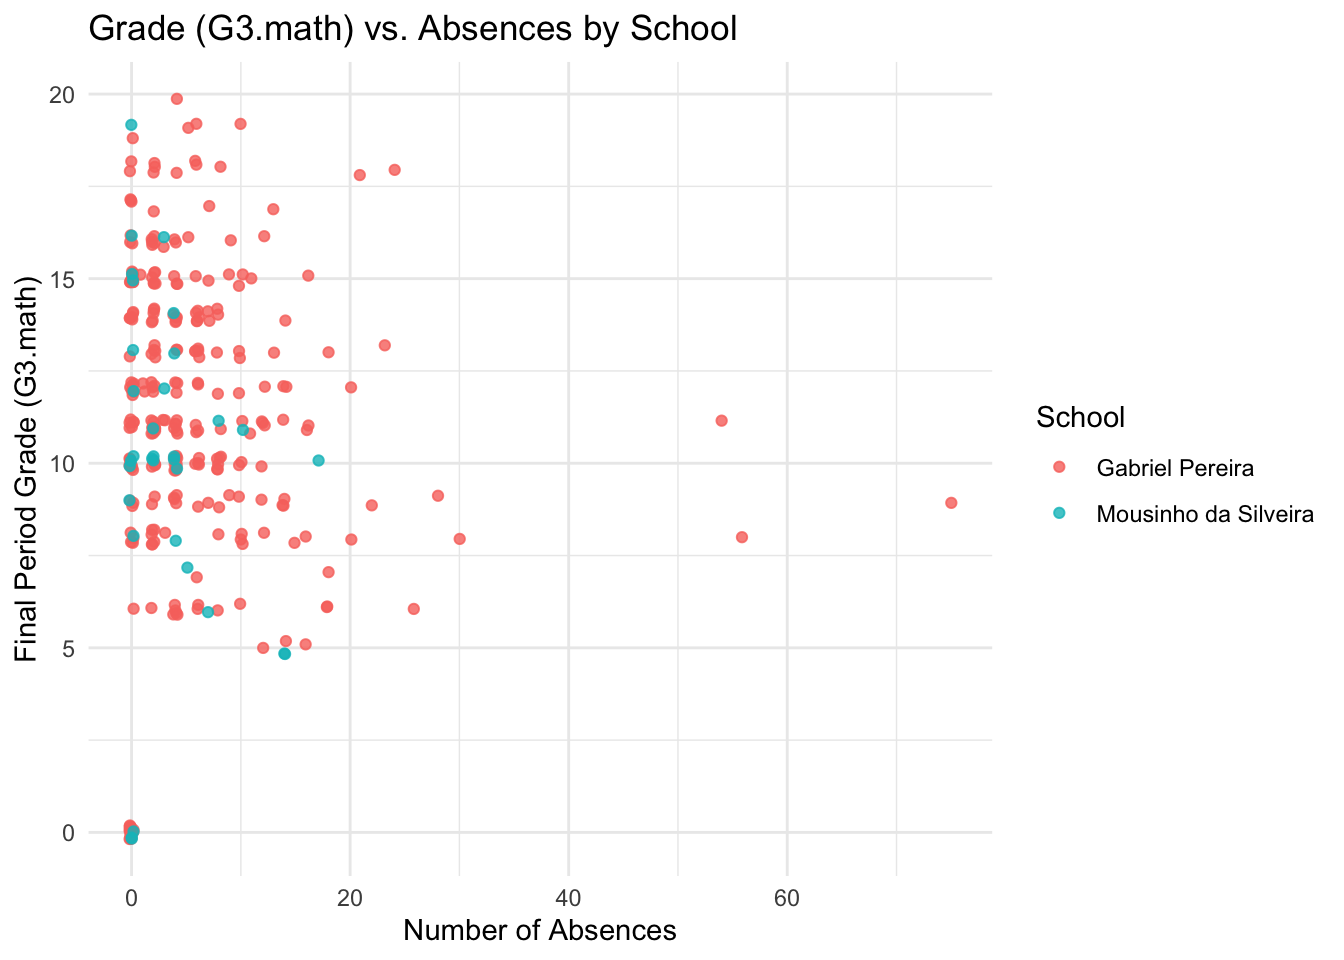 Grade (G3.math) vs. Absences by School
20
15
10
5
0
Final Period Grade (G3.math)
0 20 40 60
Number of Absences
School
Gabriel Pereira
Mousinho da Silveira